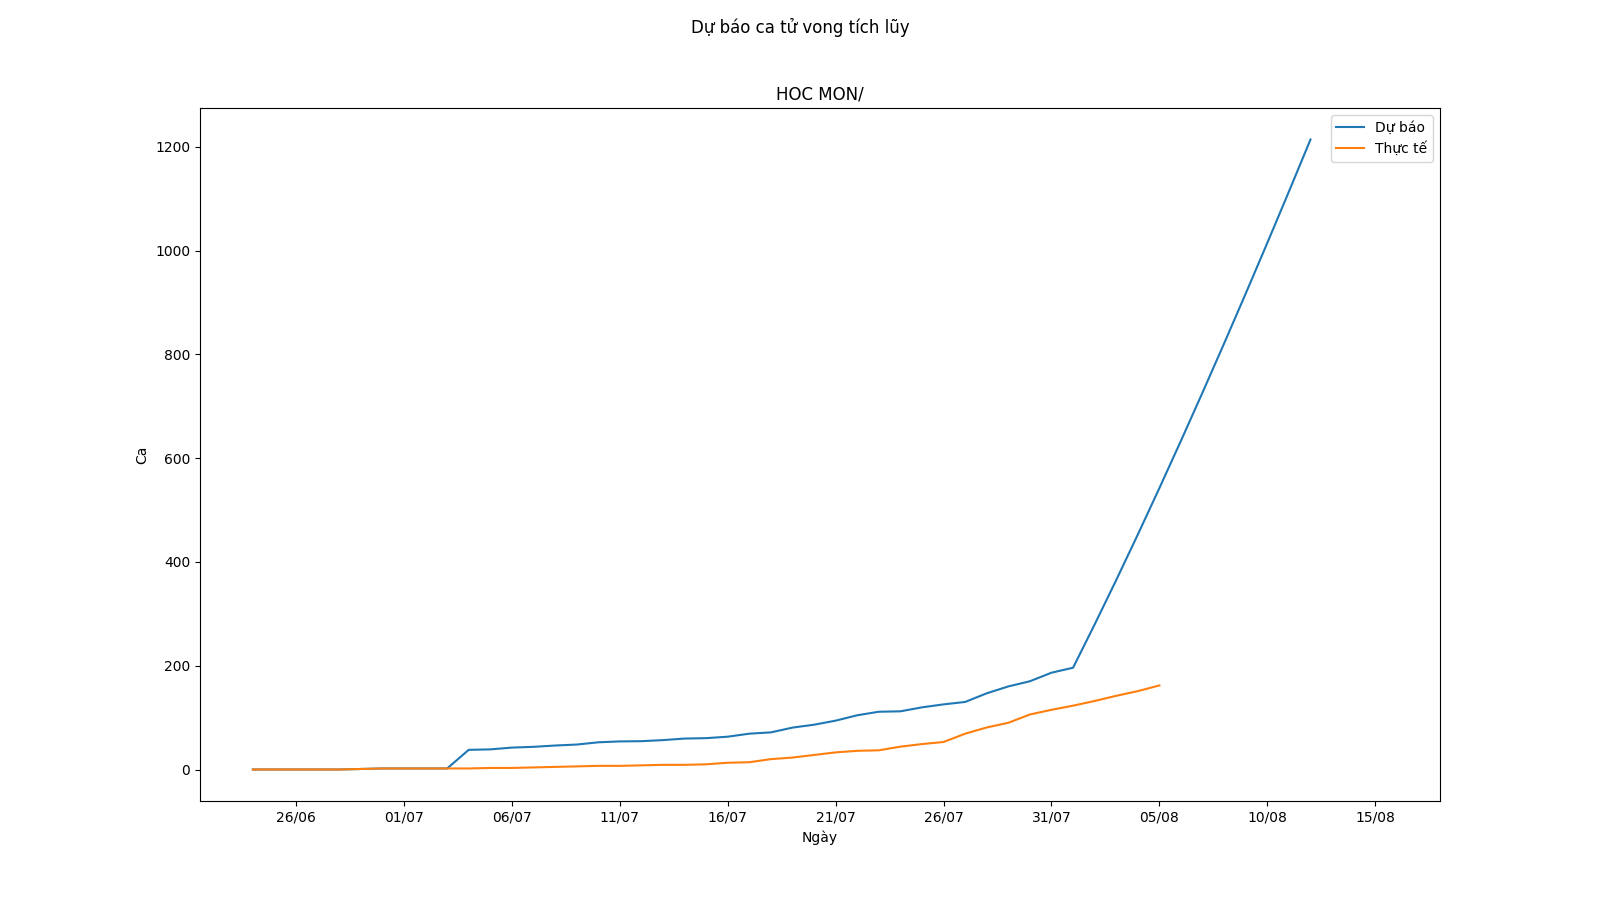 Dự báo ca tử vong tích lũy
HOC MON/
Dự báo
Thực tế
1200
1000
800
600
400
200
0
Ca
26/06 01/07 06/07 11/07 16/07 21/07 26/07 31/07 05/08 10/08 15/08
Ngày